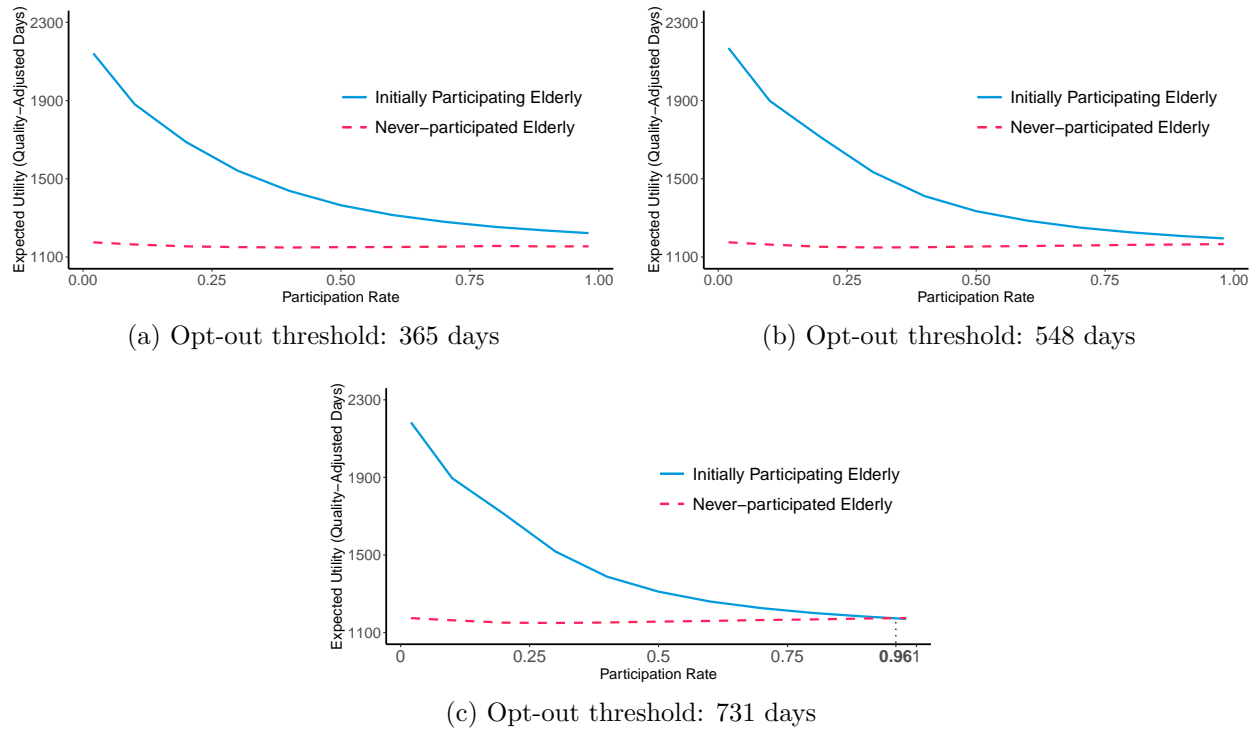 Expected Utility (Quality−Adjusted Days)
2300
1900
1500
1100
Initially Participating Elderly
Never−participated Elderly
0.00 0.25 0.50 0.75 1.00
Participation Rate
(a) Opt-out threshold: 365 days
Expected Utility (Quality−Adjusted Days)
2300
1900
1500
1100
Initially Participating Elderly
Never−participated Elderly
0.00 0.25 0.50 0.75 1.00
Participation Rate
(b) Opt-out threshold: 548 days
Expected Utility (Quality−Adjusted Days)
2300
1900
1500
1100
Initially Participating Elderly
Never−participated Elderly
0 0.25 0.5 0.75 0.961
Participation Rate
(c) Opt-out threshold: 731 days